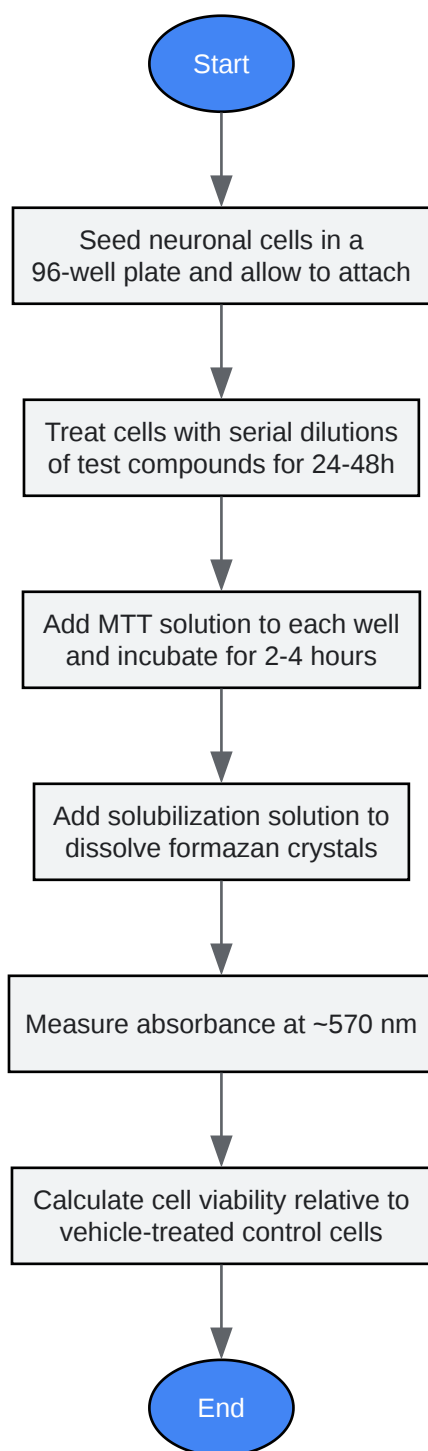 Start
Seed neuronal cells in a
96-well plate and allow to attach
Treat cells with serial dilutions
of test compounds for 24-48h
Add MTT solution to each well
and incubate for 2-4 hours
Add solubilization solution to
dissolve formazan crystals
Measure absorbance at ~570 nm
Calculate cell viability relative to
vehicle-treated control cells
End